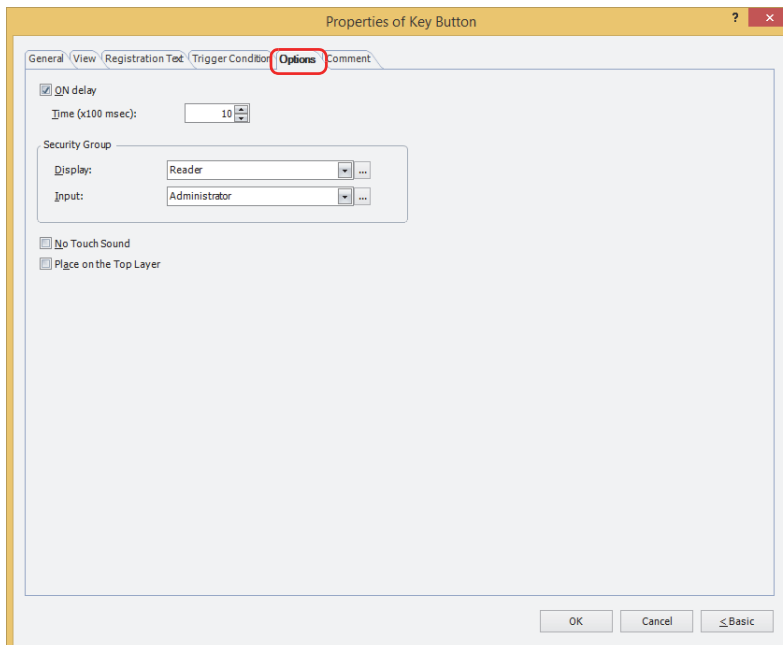 Properties of Key Button ? ×
General View Registration Text Trigger Condition Options Comment
ON delay
Time (x100 msec): 10
Security Group
Display: Reader ...
Input: Administrator ...
No Touch Sound
Place on the Top Layer
OK Cancel < Basic